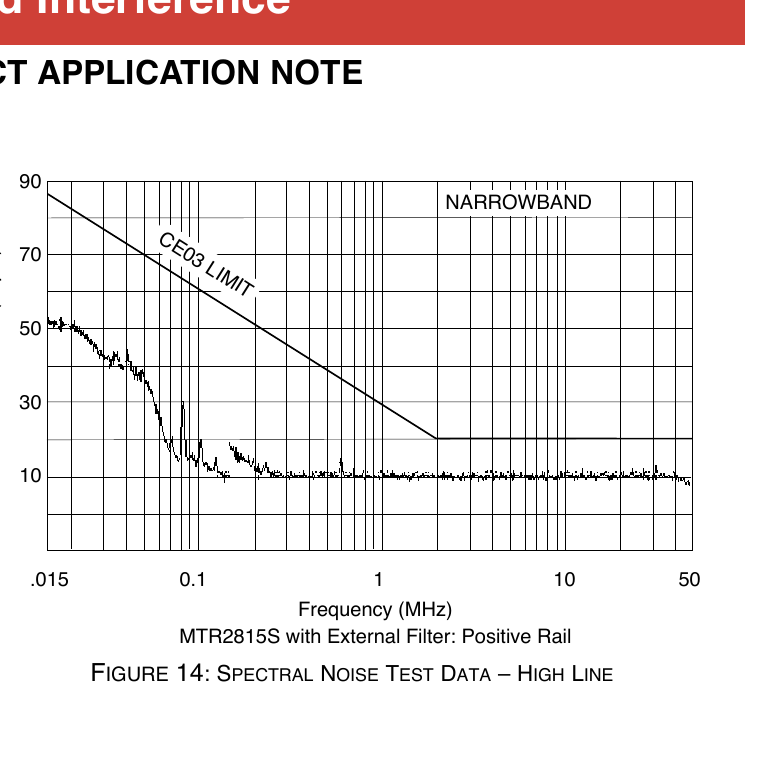 d Interference
CT APPLICATION NOTE
90
NARROWBAND
CE03 LIMIT
70
50
30
10
.015 0.1 1 10 50
Frequency (MHz)
MTR2815S with External Filter: Positive Rail
FIGURE 14: SPECTRAL NOISE TEST DATA – HIGH LINE